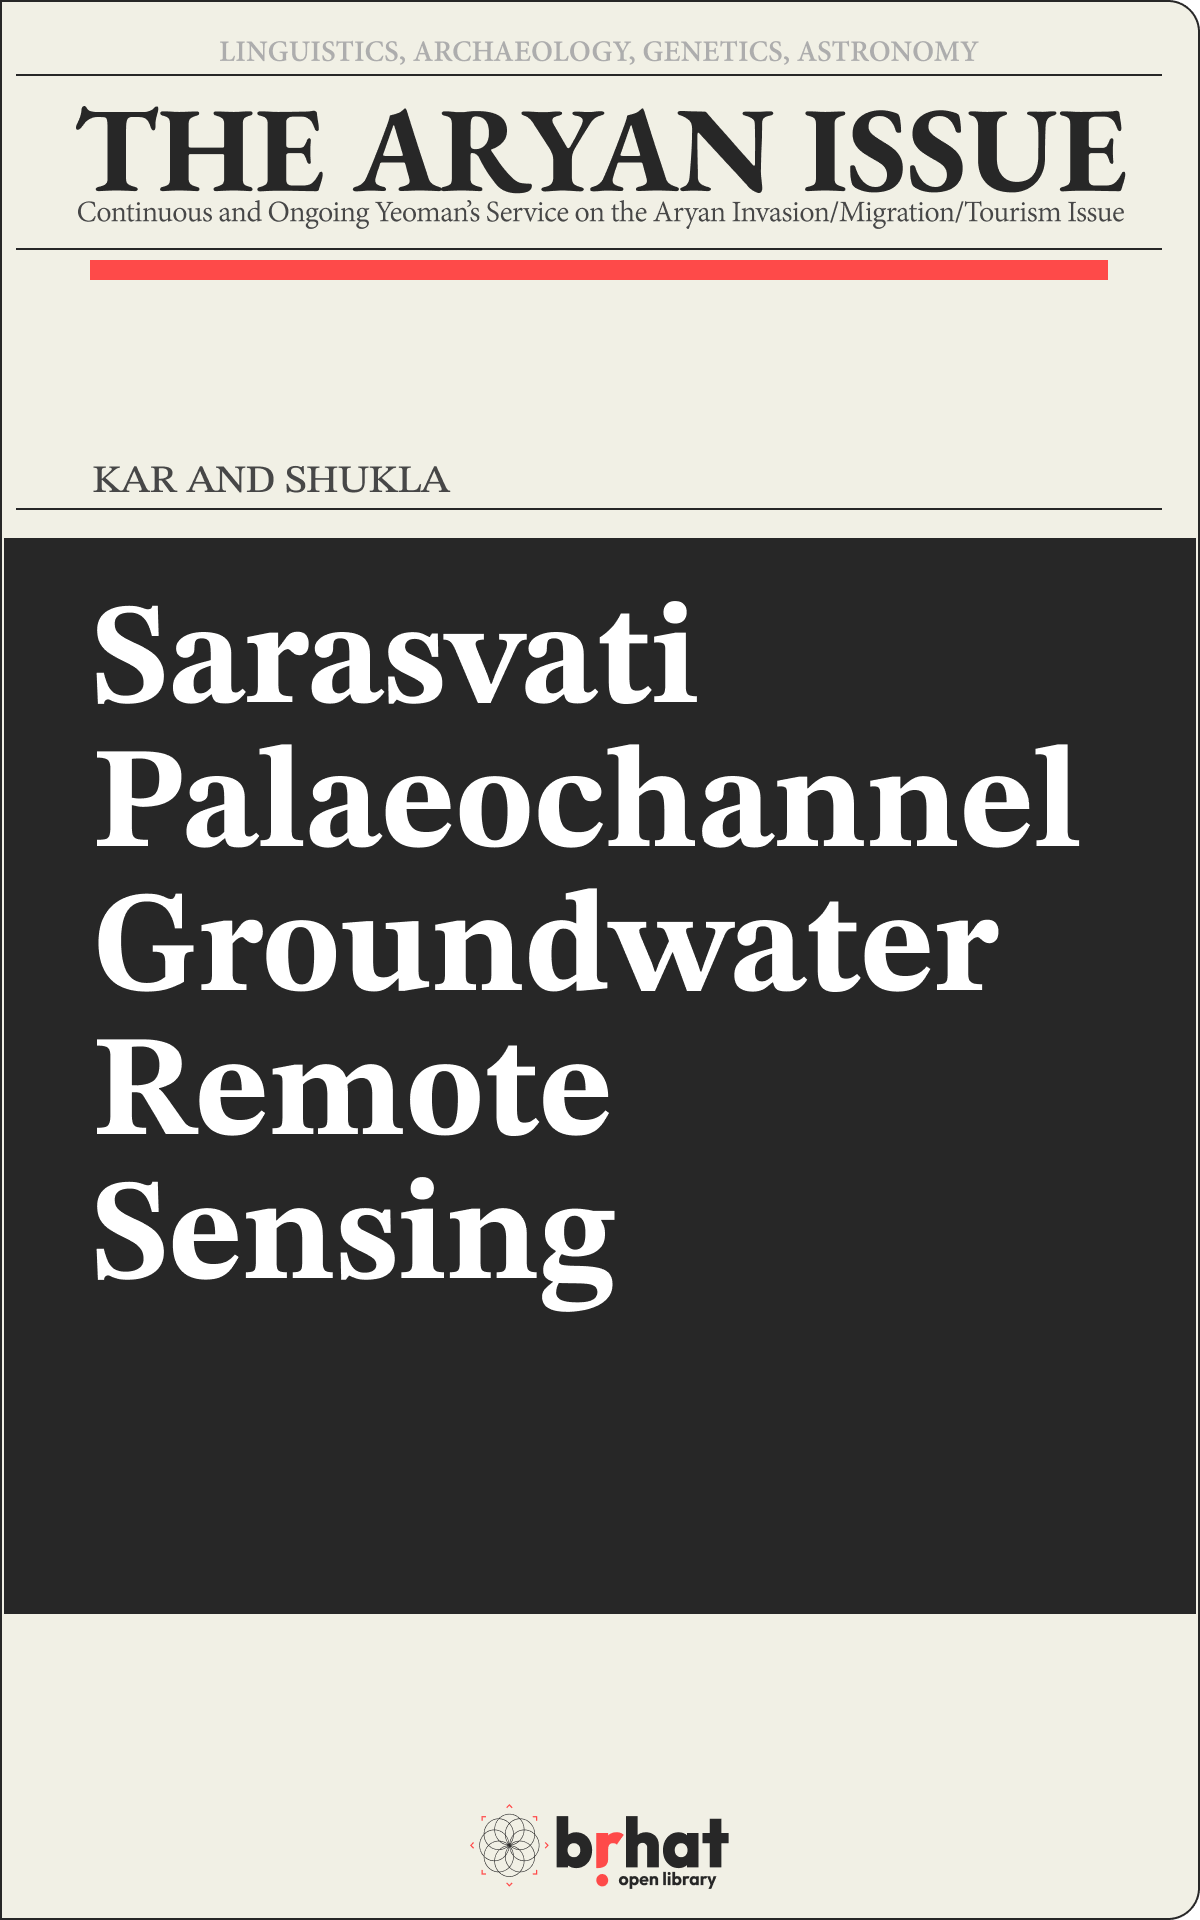 LINGUISTICS, ARCHAEOLOGY, GENETICS, ASTRONOMY
THE ARYAN ISSUE
Continuous and Ongoing Yeoman’s Service on the Aryan Invasion/Migration/Tourism Issue
KAR AND SHUKLA
Sarasvati
Palaeochannel
Groundwater
Remote
Sensing
bṛhat
open library